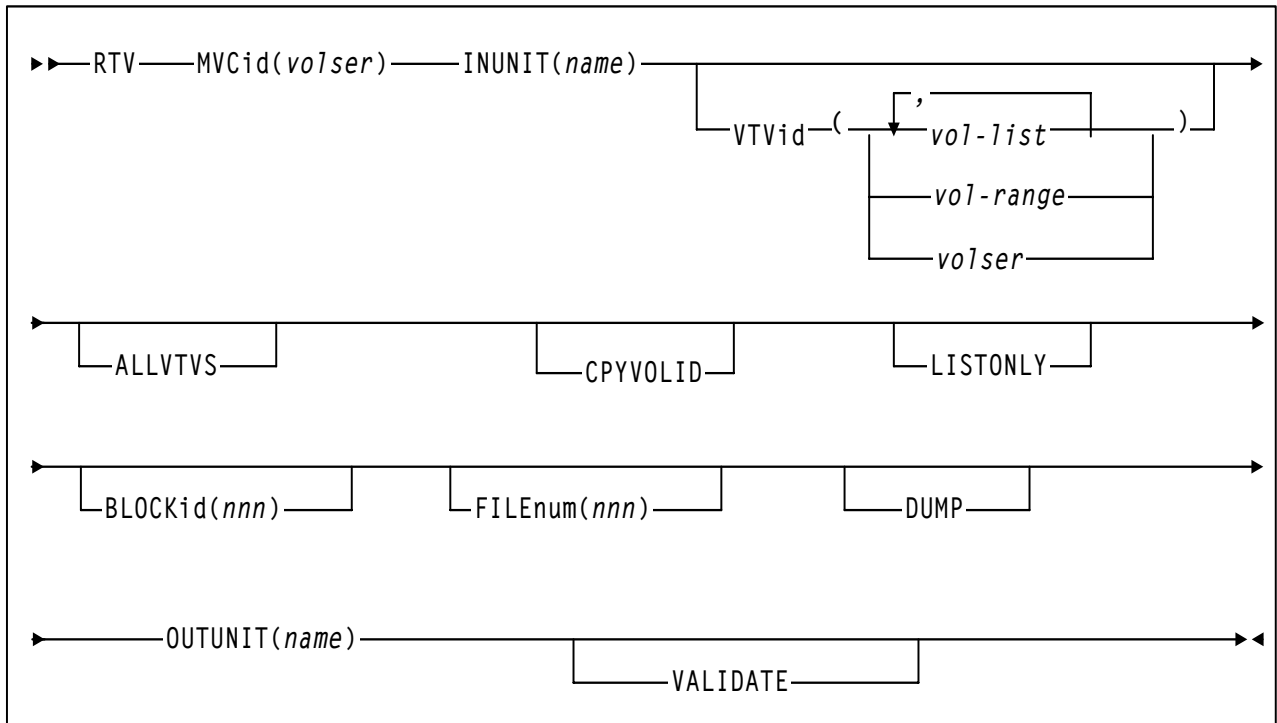 RTV MVCid(volser) INUNIT(name)
VTVid ( , vol-list )
vol-range
volser
ALLVTVS CPYVOLID LISTONLY
BLOCKid(nnn) FILEnum(nnn) DUMP
OUTUNIT(name)
VALIDATE